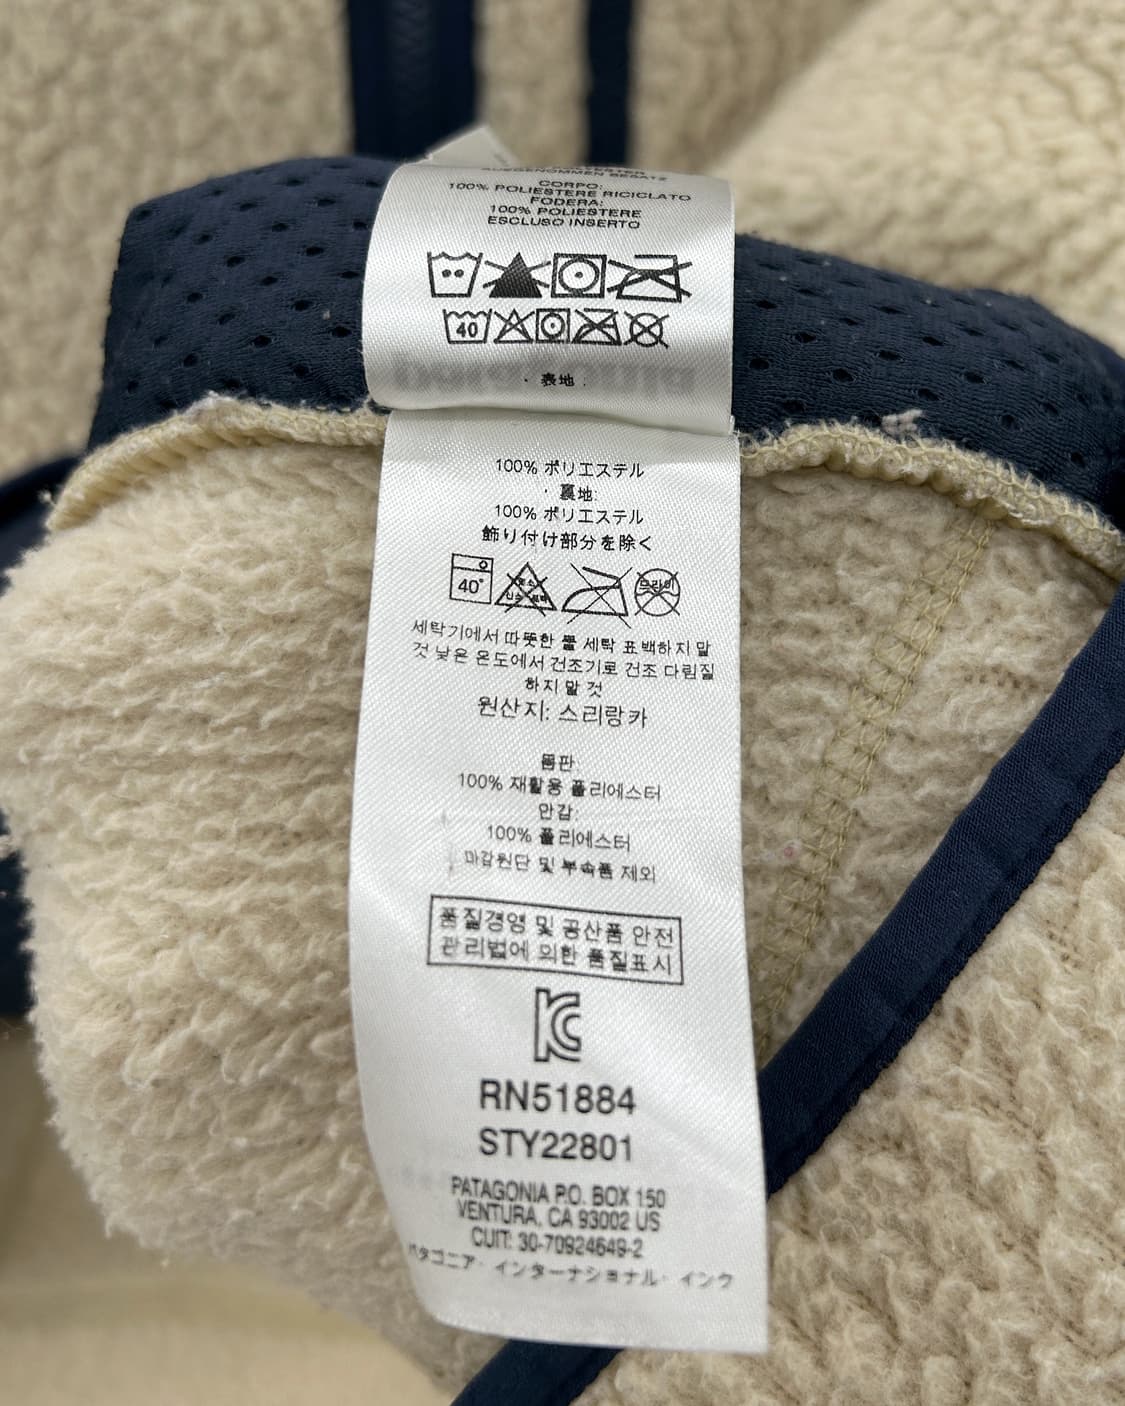 AUSGENOMMEN BESATZ
CORPO:
100% POLIESTERE RICICLATO
FODERA:
100% POLIESTERE
ESCLUSO INSERTO
40
· 表地 :
100% ポリエステル
· 裏地:
100% ポリエステル
飾り付け部分を除く
40°
드라이
세탁기에서 따뜻한 물 세탁 표백하지 말
것 낮은 온도에서 건조기로 건조 다림질
하지 말 것
원산지: 스리랑카
몸판:
100% 재활용 폴리에스터
안감:
100% 폴리에스터
마감원단 및 부속품 제외
품질경영 및 공산품 안전
관리법에 의한 품질표시
KC
RN51884
STY22801
PATAGONIA P.O. BOX 150
VENTURA, CA 93002 US
CUIT: 30-70924649-2
パタゴニア · インターナショナル · インク